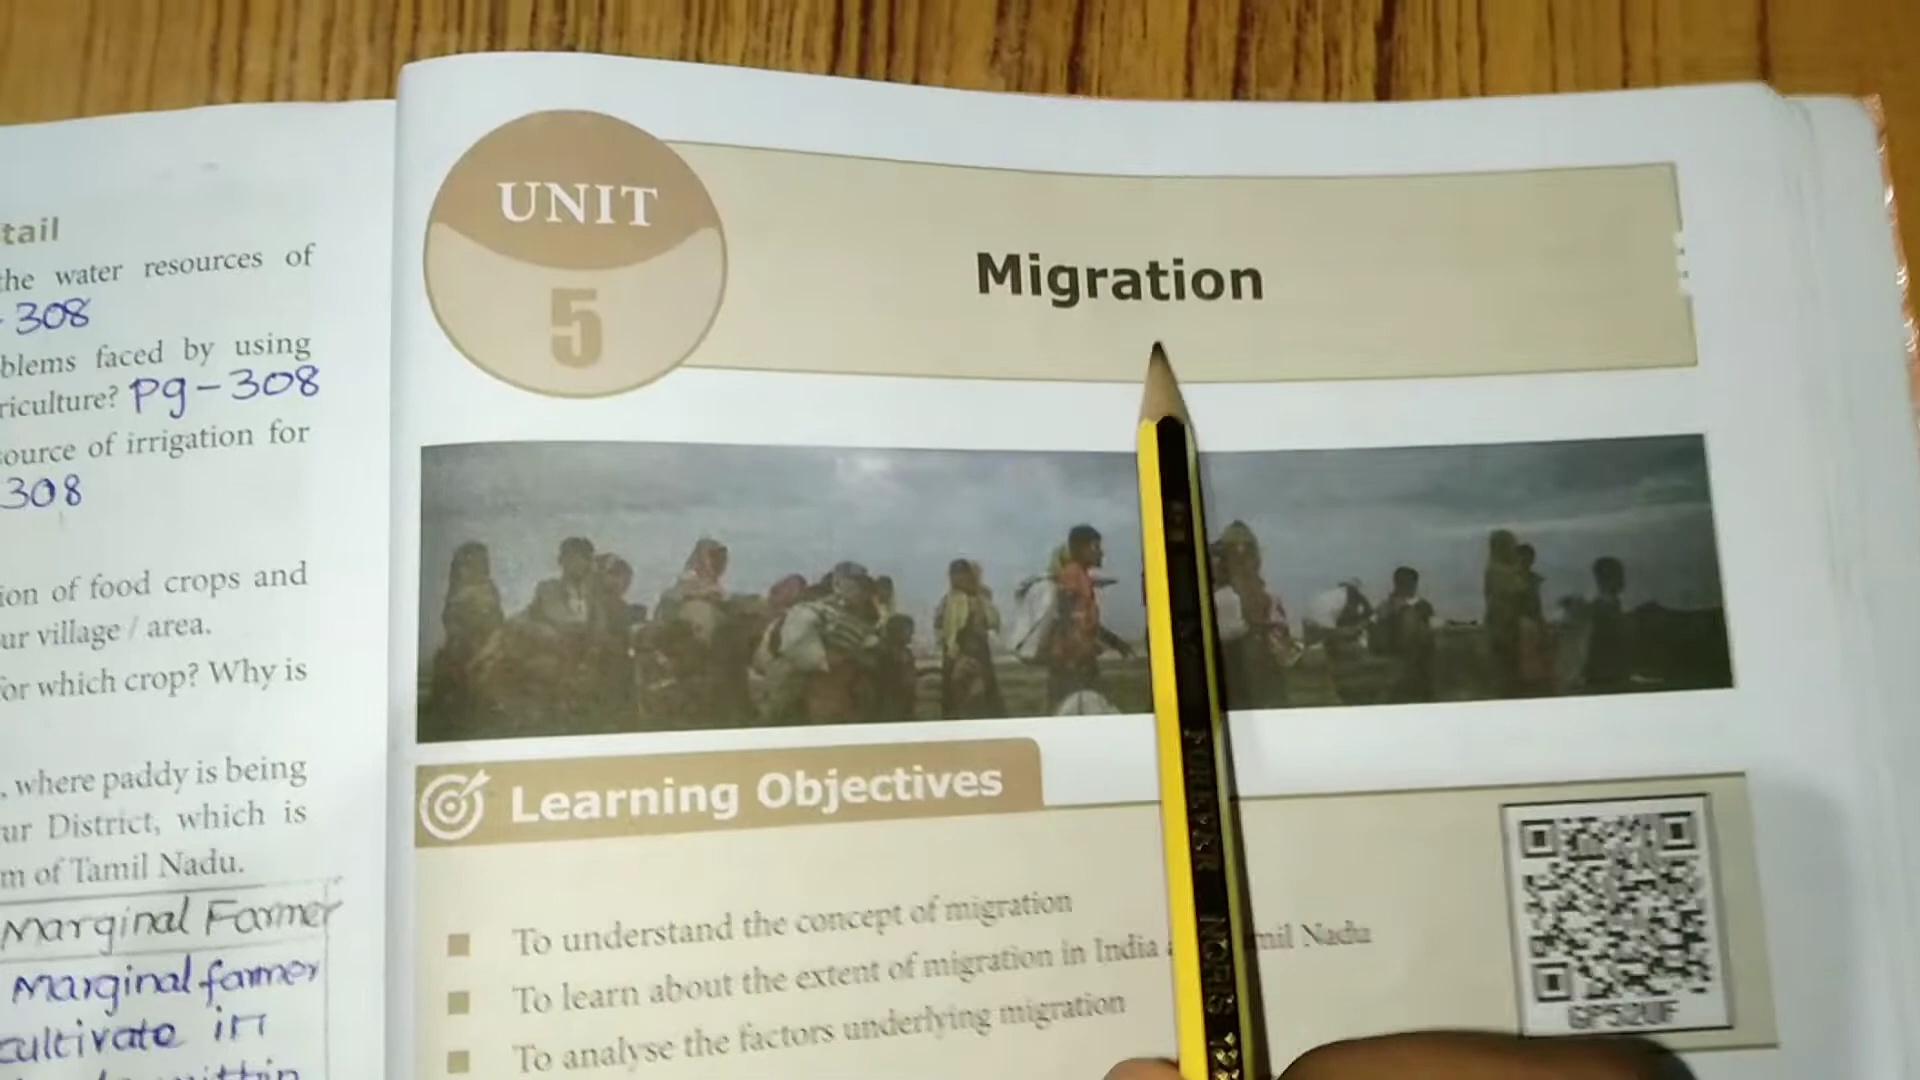 tail
the water resources of
- 308
blems faced by using
riculture? pg - 308
source of irrigation for
308
ion of food crops and
ur village / area.
for which crop? Why is
, where paddy is being
ur District, which is
m of Tamil Nadu.
Marginal Farmer
Marginal farmer
cultivate in
UNIT
5
Migration
Learning Objectives
To understand the concept of migration
To learn about the extent of migration in India mil Nadu
To analyse the factors underlying migration